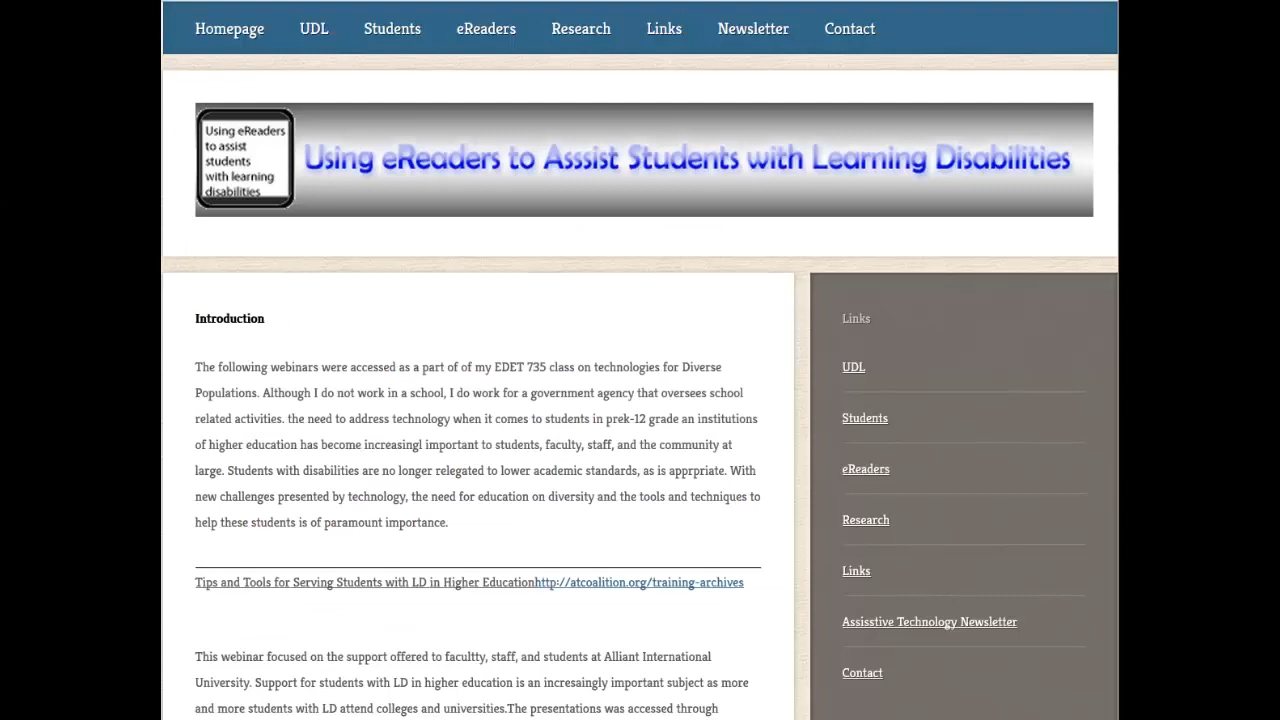 Homepage UDL Students eReaders Research Links Newsletter Contact
Using eReaders
to assist
students
with learning
disabilities
Using eReaders to Asssist Students with Learning Disabilities
Introduction
The following webinars were accessed as a part of of my EDET 735 class on technologies for Diverse
Populations. Although I do not work in a school, I do work for a government agency that oversees school
related activities. the need to address technology when it comes to students in prek-12 grade an institutions
of higher education has become increasingl important to students, faculty, staff, and the community at
large. Students with disabilities are no longer relegated to lower academic standards, as is apprpriate. With
new challenges presented by technology, the need for education on diversity and the tools and techniques to
help these students is of paramount importance.
Tips and Tools for Serving Students with LD in Higher Educationhttp://atcoalition.org/training-archives
This webinar focused on the support offered to facultty, staff, and students at Alliant International
University. Support for students with LD in higher education is an incresaingly important subject as more
and more students with LD attend colleges and universities.The presentations was accessed through
Links
UDL
Students
eReaders
Research
Links
Assisstive Technology Newsletter
Contact